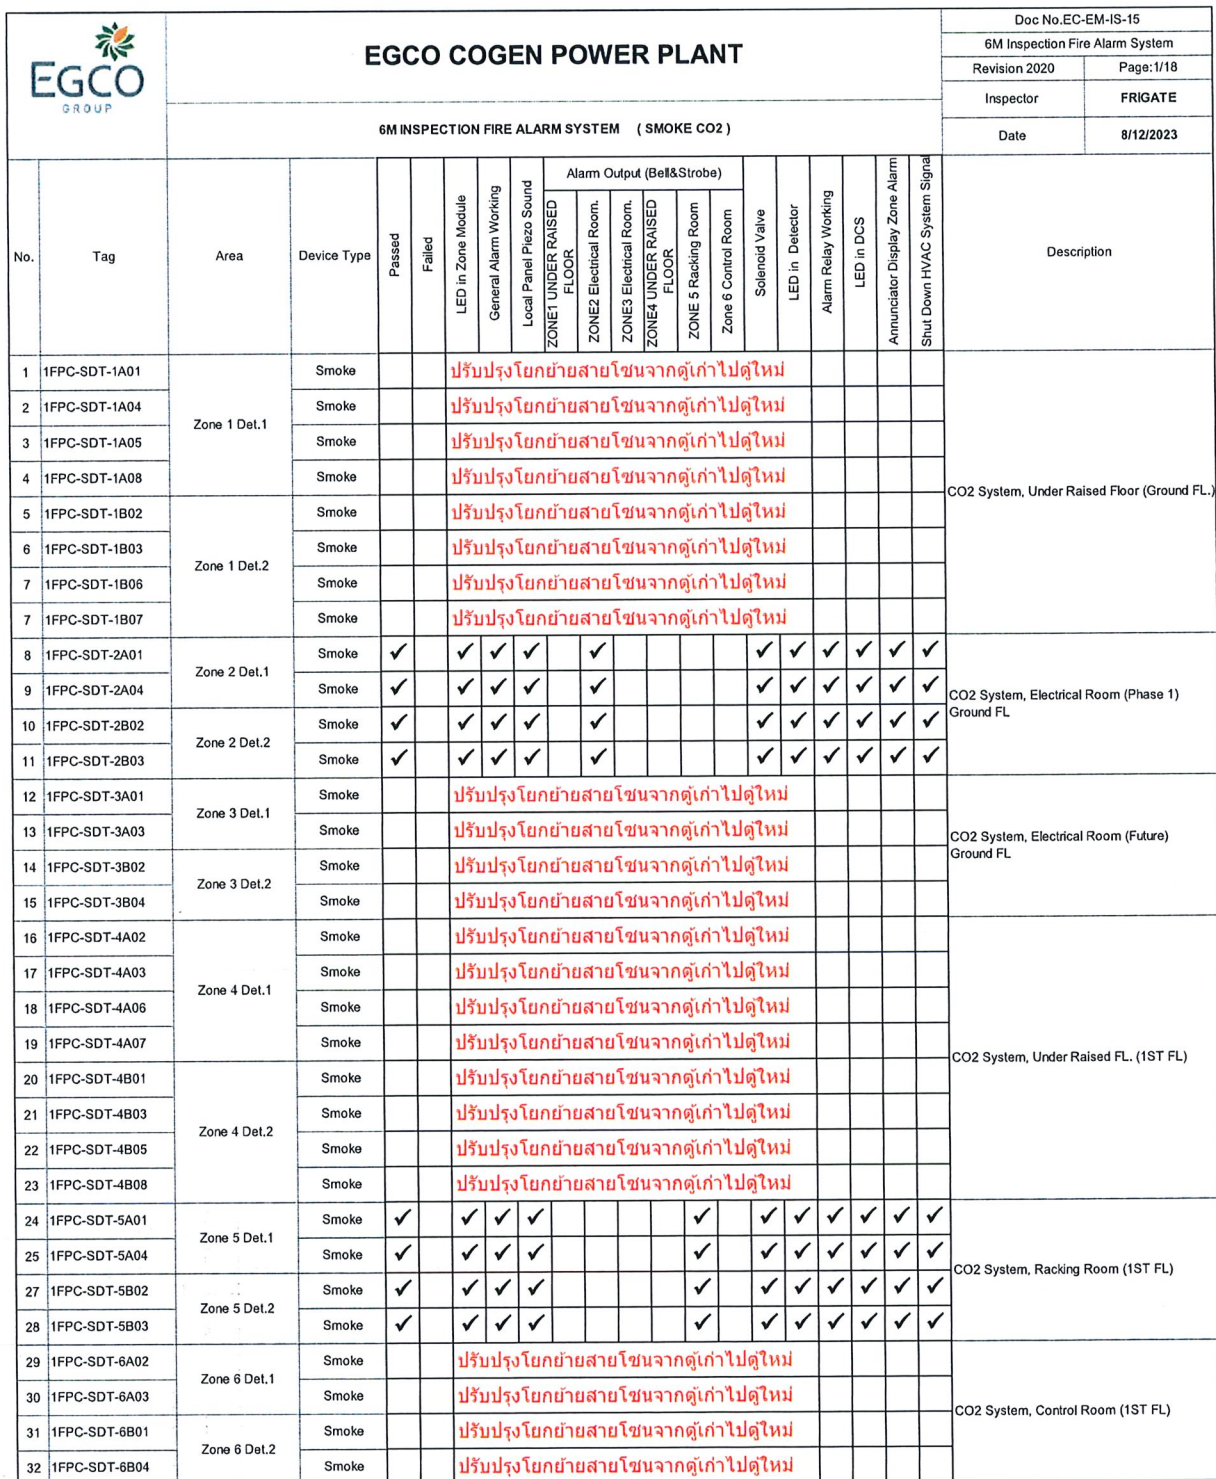 EGCO
GROUP
EGCO COGEN POWER PLANT
6M INSPECTION FIRE ALARM SYSTEM ( SMOKE CO2 )
Doc No.EC-EM-IS-15
6M Inspection Fire Alarm System
Revision 2020 Page:1/18
Inspector FRIGATE
Date 8/12/2023
No. Tag Area Device Type Passed Failed LED in Zone Module General Alarm Working Local Panel Piezo Sound
Alarm Output (Bell&Strobe)
ZONE1 UNDER RAISED FLOOR
ZONE2 Electrical Room.
ZONE3 Electrical Room.
ZONE4 UNDER RAISED FLOOR
ZONE 5 Racking Room
Zone 6 Control Room
Solenoid Valve
LED in Detector
Alarm Relay Working
LED in DCS
Annunciator Display Zone Alarm
Shut Down HVAC System Signal
Description
1 1FPC-SDT-1A01 Zone 1 Det.1 Smoke ปรับปรุงโยกย้ายสายโซนจากตู้เก่าไปตู้ใหม่ CO2 System, Under Raised Floor (Ground FL.)
2 1FPC-SDT-1A04 Smoke ปรับปรุงโยกย้ายสายโซนจากตู้เก่าไปตู้ใหม่
3 1FPC-SDT-1A05 Smoke ปรับปรุงโยกย้ายสายโซนจากตู้เก่าไปตู้ใหม่
4 1FPC-SDT-1A08 Smoke ปรับปรุงโยกย้ายสายโซนจากตู้เก่าไปตู้ใหม่
5 1FPC-SDT-1B02 Zone 1 Det.2 Smoke ปรับปรุงโยกย้ายสายโซนจากตู้เก่าไปตู้ใหม่
6 1FPC-SDT-1B03 Smoke ปรับปรุงโยกย้ายสายโซนจากตู้เก่าไปตู้ใหม่
7 1FPC-SDT-1B06 Smoke ปรับปรุงโยกย้ายสายโซนจากตู้เก่าไปตู้ใหม่
7 1FPC-SDT-1B07 Smoke ปรับปรุงโยกย้ายสายโซนจากตู้เก่าไปตู้ใหม่
8 1FPC-SDT-2A01 Zone 2 Det.1 Smoke ✓ ✓ ✓ ✓ ✓ ✓ ✓ ✓ ✓ ✓ ✓ CO2 System, Electrical Room (Phase 1) Ground FL
9 1FPC-SDT-2A04 Smoke ✓ ✓ ✓ ✓ ✓ ✓ ✓ ✓ ✓ ✓ ✓
10 1FPC-SDT-2B02 Zone 2 Det.2 Smoke ✓ ✓ ✓ ✓ ✓ ✓ ✓ ✓ ✓ ✓ ✓
11 1FPC-SDT-2B03 Smoke ✓ ✓ ✓ ✓ ✓ ✓ ✓ ✓ ✓ ✓ ✓
12 1FPC-SDT-3A01 Zone 3 Det.1 Smoke ปรับปรุงโยกย้ายสายโซนจากตู้เก่าไปตู้ใหม่ CO2 System, Electrical Room (Future) Ground FL
13 1FPC-SDT-3A03 Smoke ปรับปรุงโยกย้ายสายโซนจากตู้เก่าไปตู้ใหม่
14 1FPC-SDT-3B02 Zone 3 Det.2 Smoke ปรับปรุงโยกย้ายสายโซนจากตู้เก่าไปตู้ใหม่
15 1FPC-SDT-3B04 Smoke ปรับปรุงโยกย้ายสายโซนจากตู้เก่าไปตู้ใหม่
16 1FPC-SDT-4A02 Zone 4 Det.1 Smoke ปรับปรุงโยกย้ายสายโซนจากตู้เก่าไปตู้ใหม่ CO2 System, Under Raised FL. (1ST FL)
17 1FPC-SDT-4A03 Smoke ปรับปรุงโยกย้ายสายโซนจากตู้เก่าไปตู้ใหม่
18 1FPC-SDT-4A06 Smoke ปรับปรุงโยกย้ายสายโซนจากตู้เก่าไปตู้ใหม่
19 1FPC-SDT-4A07 Smoke ปรับปรุงโยกย้ายสายโซนจากตู้เก่าไปตู้ใหม่
20 1FPC-SDT-4B01 Zone 4 Det.2 Smoke ปรับปรุงโยกย้ายสายโซนจากตู้เก่าไปตู้ใหม่
21 1FPC-SDT-4B03 Smoke ปรับปรุงโยกย้ายสายโซนจากตู้เก่าไปตู้ใหม่
22 1FPC-SDT-4B05 Smoke ปรับปรุงโยกย้ายสายโซนจากตู้เก่าไปตู้ใหม่
23 1FPC-SDT-4B08 Smoke ปรับปรุงโยกย้ายสายโซนจากตู้เก่าไปตู้ใหม่
24 1FPC-SDT-5A01 Zone 5 Det.1 Smoke ✓ ✓ ✓ ✓ ✓ ✓ ✓ ✓ ✓ ✓ ✓ CO2 System, Racking Room (1ST FL)
25 1FPC-SDT-5A04 Smoke ✓ ✓ ✓ ✓ ✓ ✓ ✓ ✓ ✓ ✓ ✓
27 1FPC-SDT-5B02 Zone 5 Det.2 Smoke ✓ ✓ ✓ ✓ ✓ ✓ ✓ ✓ ✓ ✓ ✓
28 1FPC-SDT-5B03 Smoke ✓ ✓ ✓ ✓ ✓ ✓ ✓ ✓ ✓ ✓ ✓
29 1FPC-SDT-6A02 Zone 6 Det.1 Smoke ปรับปรุงโยกย้ายสายโซนจากตู้เก่าไปตู้ใหม่ CO2 System, Control Room (1ST FL)
30 1FPC-SDT-6A03 Smoke ปรับปรุงโยกย้ายสายโซนจากตู้เก่าไปตู้ใหม่
31 1FPC-SDT-6B01 Zone 6 Det.2 Smoke ปรับปรุงโยกย้ายสายโซนจากตู้เก่าไปตู้ใหม่
32 1FPC-SDT-6B04 Smoke ปรับปรุงโยกย้ายสายโซนจากตู้เก่าไปตู้ใหม่